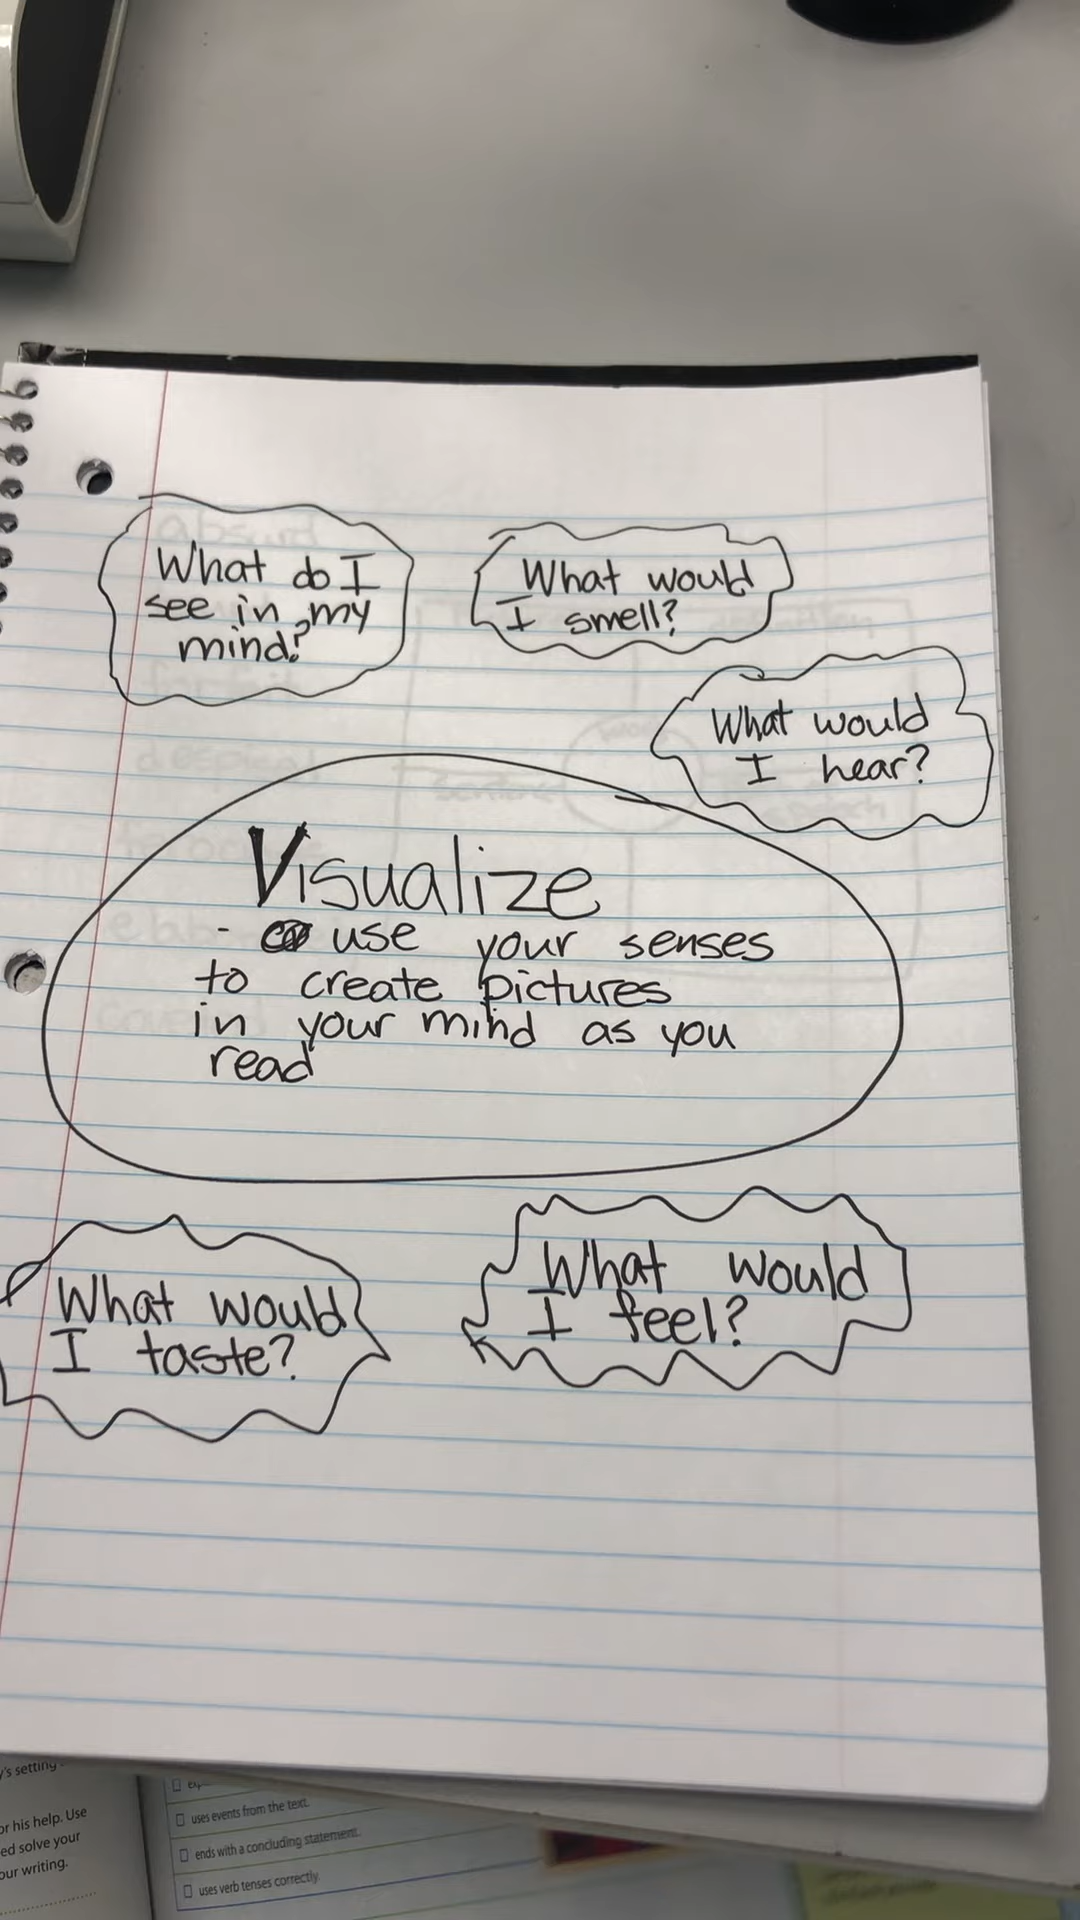 What do I
see in my
mind?
What would
I smell?
What would
I hear?
Visualize
- use your senses
to create pictures
in your mind as you
read
What would
I taste?
What would
I feel?
y's setting
or his help. Use
ed solve your
our writing.
uses events from the text.
ends with a concluding statement.
uses verb tenses correctly.